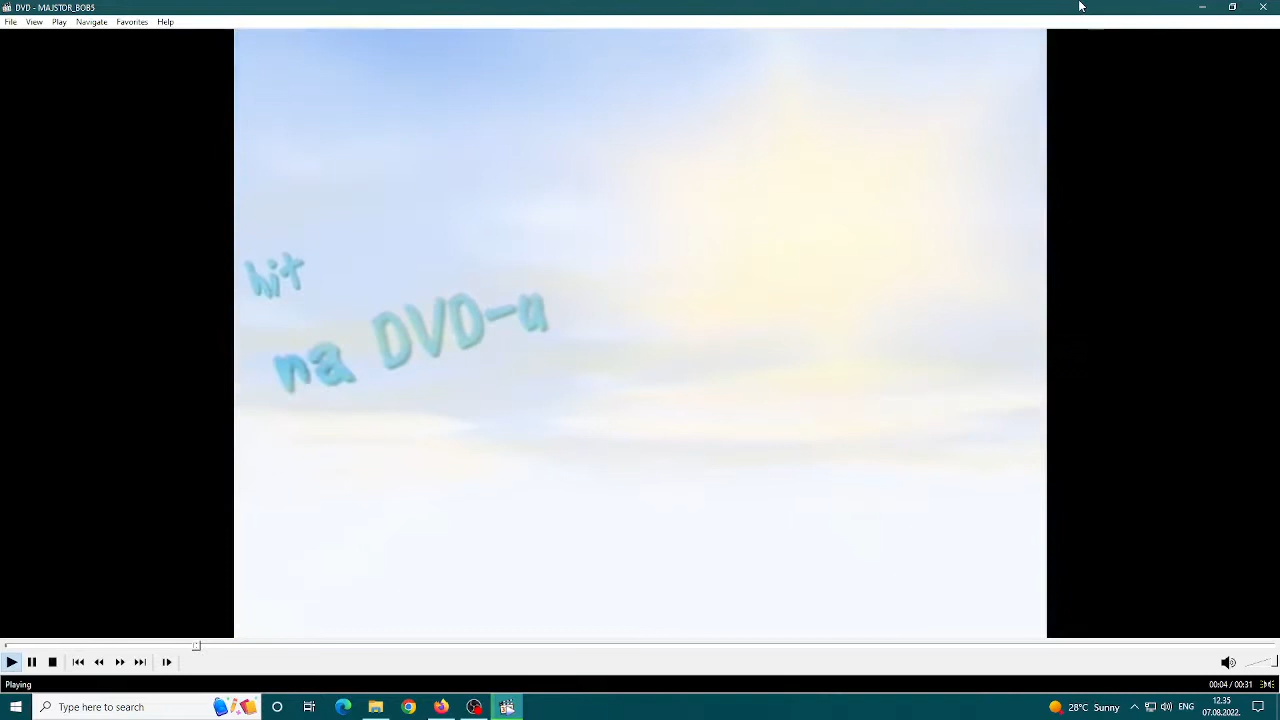 DVD - MAJSTOR_BOB5
File View Play Navigate Favorites Help
hit
na DVD-u
Playing
00:04 / 00:31
Type here to search
28°C Sunny
ENG
12.35
07.08.2022.